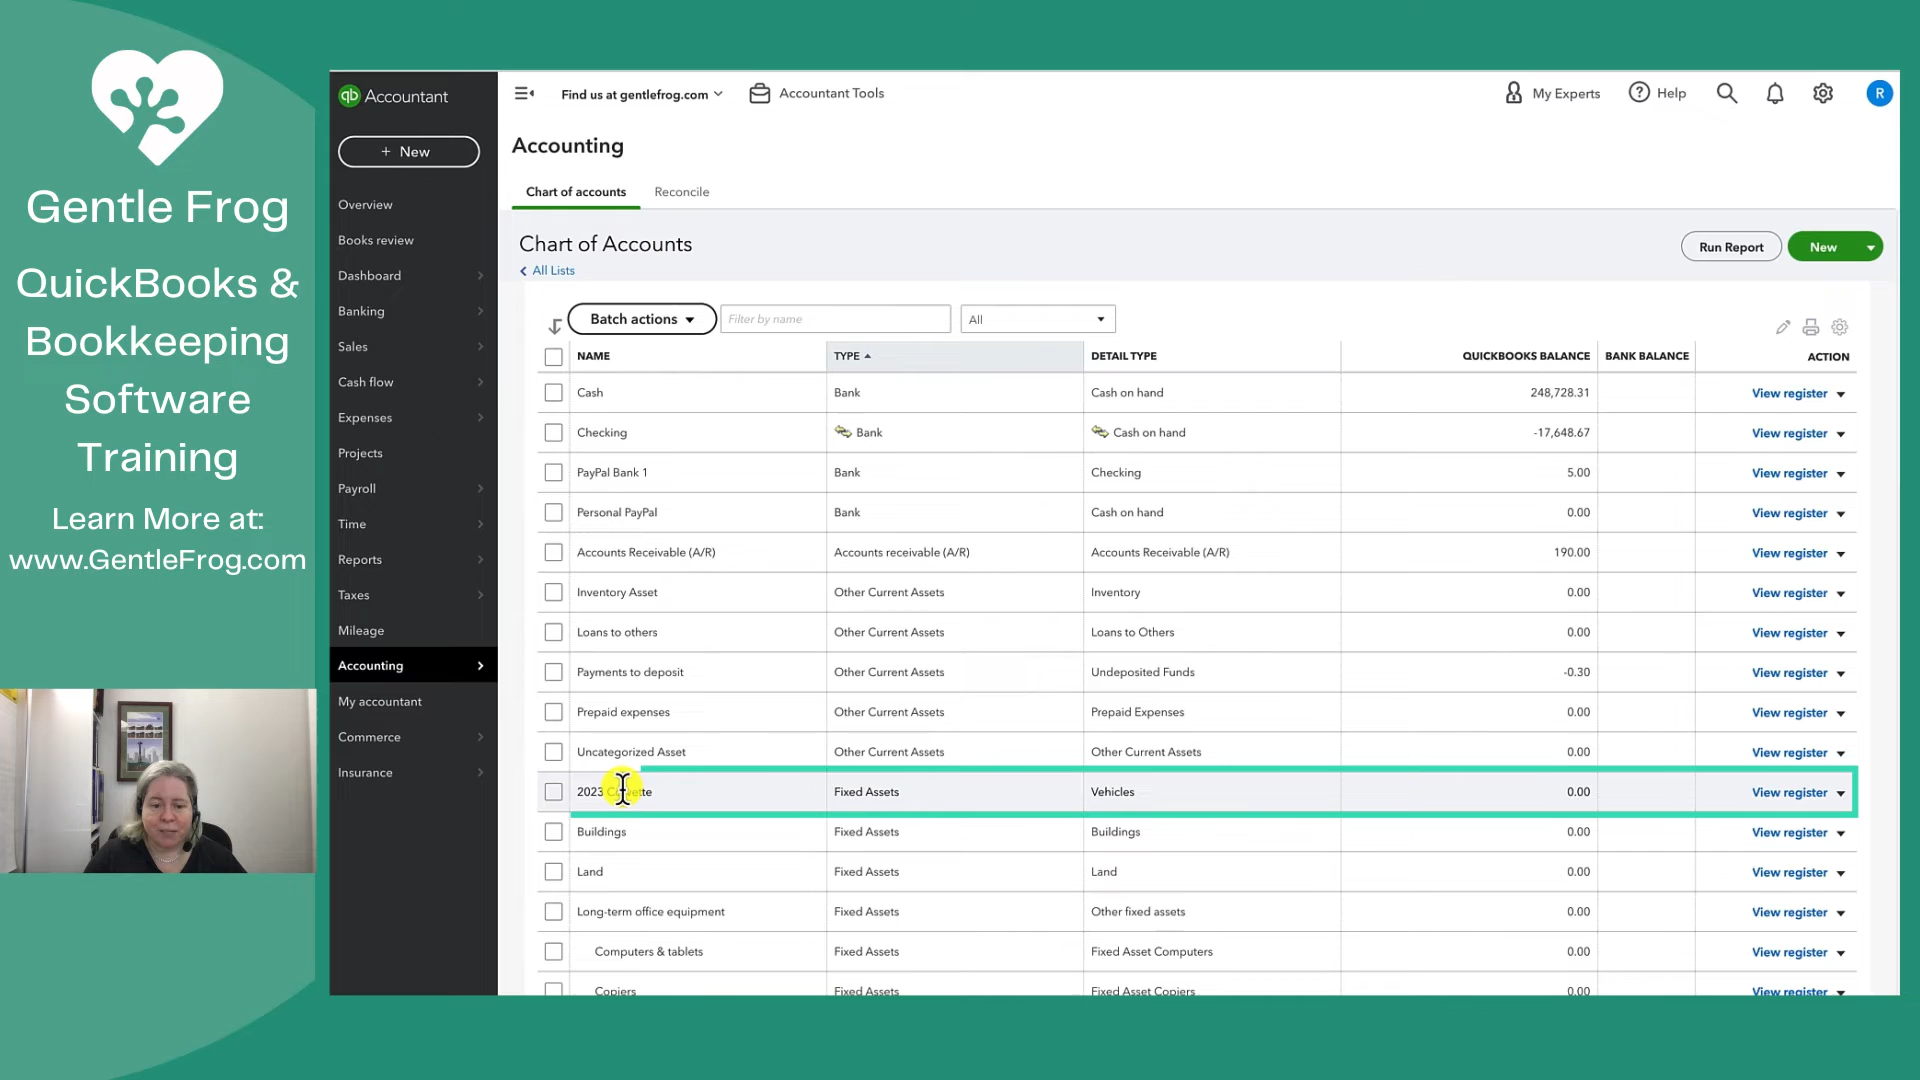 Gentle Frog
QuickBooks &
Bookkeeping
Software
Training
Learn More at:
www.GentleFrog.com
qb Accountant
+ New
Overview
Books review
Dashboard
Banking
Sales
Cash flow
Expenses
Projects
Payroll
Time
Reports
Taxes
Mileage
Accounting
My accountant
Commerce
Insurance
Find us at gentlefrog.com
Accountant Tools
My Experts
? Help
R
Accounting
Chart of accounts Reconcile
Chart of Accounts
All Lists
Run Report
New
Batch actions
Filter by name
All
NAME TYPE DETAIL TYPE QUICKBOOKS BALANCE BANK BALANCE ACTION
Cash Bank Cash on hand 248,728.31 View register
Checking Bank Cash on hand -17,648.67 View register
PayPal Bank 1 Bank Checking 5.00 View register
Personal PayPal Bank Cash on hand 0.00 View register
Accounts Receivable (A/R) Accounts receivable (A/R) Accounts Receivable (A/R) 190.00 View register
Inventory Asset Other Current Assets Inventory 0.00 View register
Loans to others Other Current Assets Loans to Others 0.00 View register
Payments to deposit Other Current Assets Undeposited Funds -0.30 View register
Prepaid expenses Other Current Assets Prepaid Expenses 0.00 View register
Uncategorized Asset Other Current Assets Other Current Assets 0.00 View register
2023 Corvette Fixed Assets Vehicles 0.00 View register
Buildings Fixed Assets Buildings 0.00 View register
Land Fixed Assets Land 0.00 View register
Long-term office equipment Fixed Assets Other fixed assets 0.00 View register
Computers & tablets Fixed Assets Fixed Asset Computers 0.00 View register
Copiers Fixed Assets Fixed Asset Copiers 0.00 View register